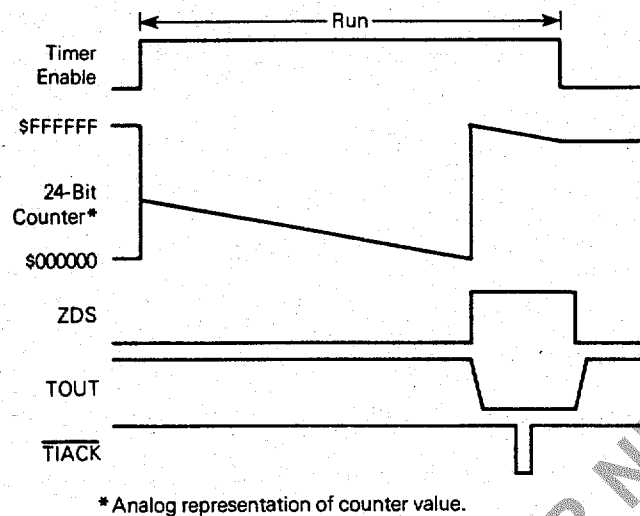 Run
Timer
Enable
$FFFFFF
24-Bit
Counter*
$000000
ZDS
TOUT
TIACK
*Analog representation of counter value.